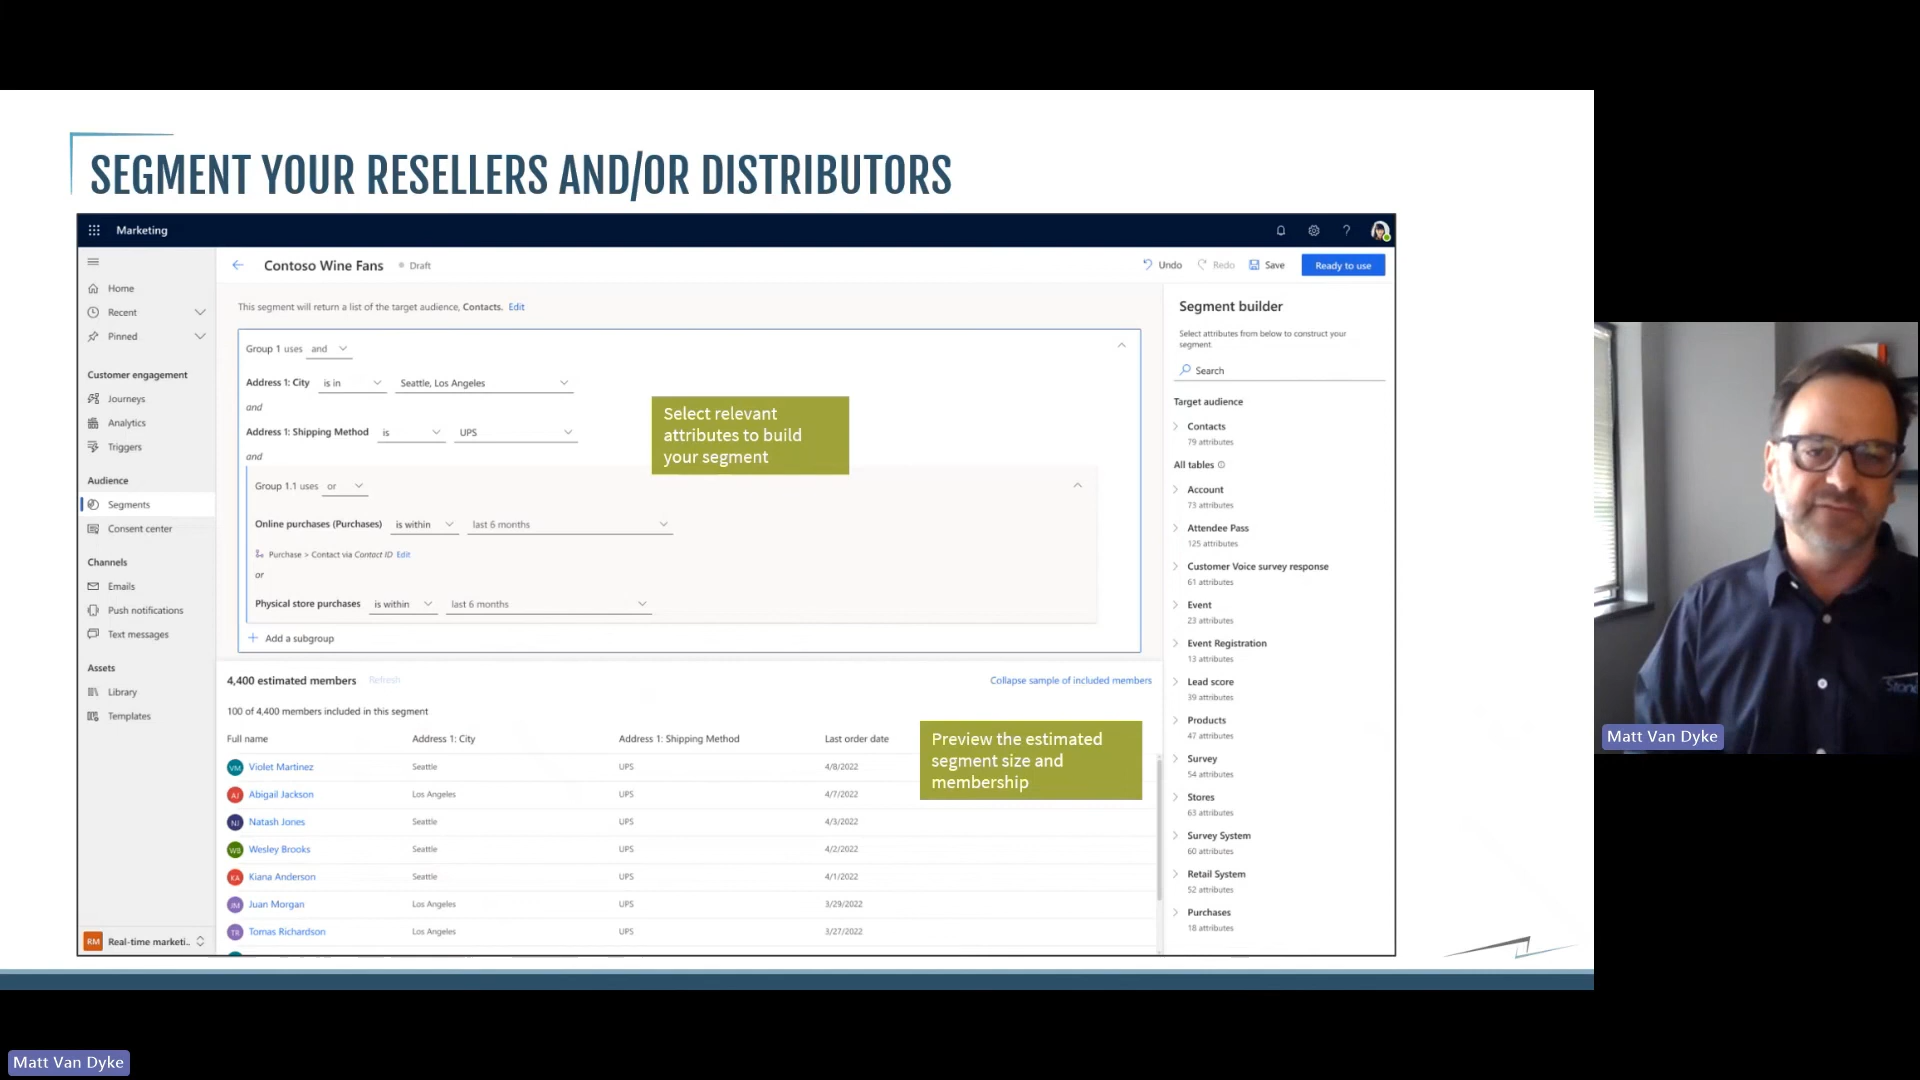 SEGMENT YOUR RESELLERS AND/OR DISTRIBUTORS
Marketing
?
Home
Recent
Pinned
Customer engagement
Journeys
Analytics
Triggers
Audience
Segments
Consent center
Channels
Emails
Push notifications
Text messages
Assets
Library
Templates
RM Real-time marketi..
Contoso Wine Fans Draft
Undo Redo Save Ready to use
This segment will return a list of the target audience, Contacts. Edit
Group 1 uses and
Address 1: City is in Seattle, Los Angeles
and
Address 1: Shipping Method is UPS
and
Group 1.1 uses or
Online purchases (Purchases) is within last 6 months
Purchase > Contact via Contact ID Edit
or
Physical store purchases is within last 6 months
+ Add a subgroup
Select relevant
attributes to build
your segment
4,400 estimated members Refresh Collapse sample of included members
100 of 4,400 members included in this segment
Full name Address 1: City Address 1: Shipping Method Last order date
VM Violet Martinez Seattle UPS 4/8/2022
AJ Abigail Jackson Los Angeles UPS 4/7/2022
NJ Natash Jones Seattle UPS 4/3/2022
WB Wesley Brooks Seattle UPS 4/2/2022
KA Kiana Anderson Seattle UPS 4/1/2022
JM Juan Morgan Los Angeles UPS 3/29/2022
TR Tomas Richardson Los Angeles UPS 3/27/2022
Preview the estimated
segment size and
membership
Segment builder
Select attributes from below to construct your
segment.
Search
Target audience
Contacts
79 attributes
All tables
Account
73 attributes
Attendee Pass
125 attributes
Customer Voice survey response
61 attributes
Event
23 attributes
Event Registration
13 attributes
Lead score
39 attributes
Products
47 attributes
Survey
54 attributes
Stores
63 attributes
Survey System
60 attributes
Retail System
52 attributes
Purchases
18 attributes
Matt Van Dyke
Matt Van Dyke